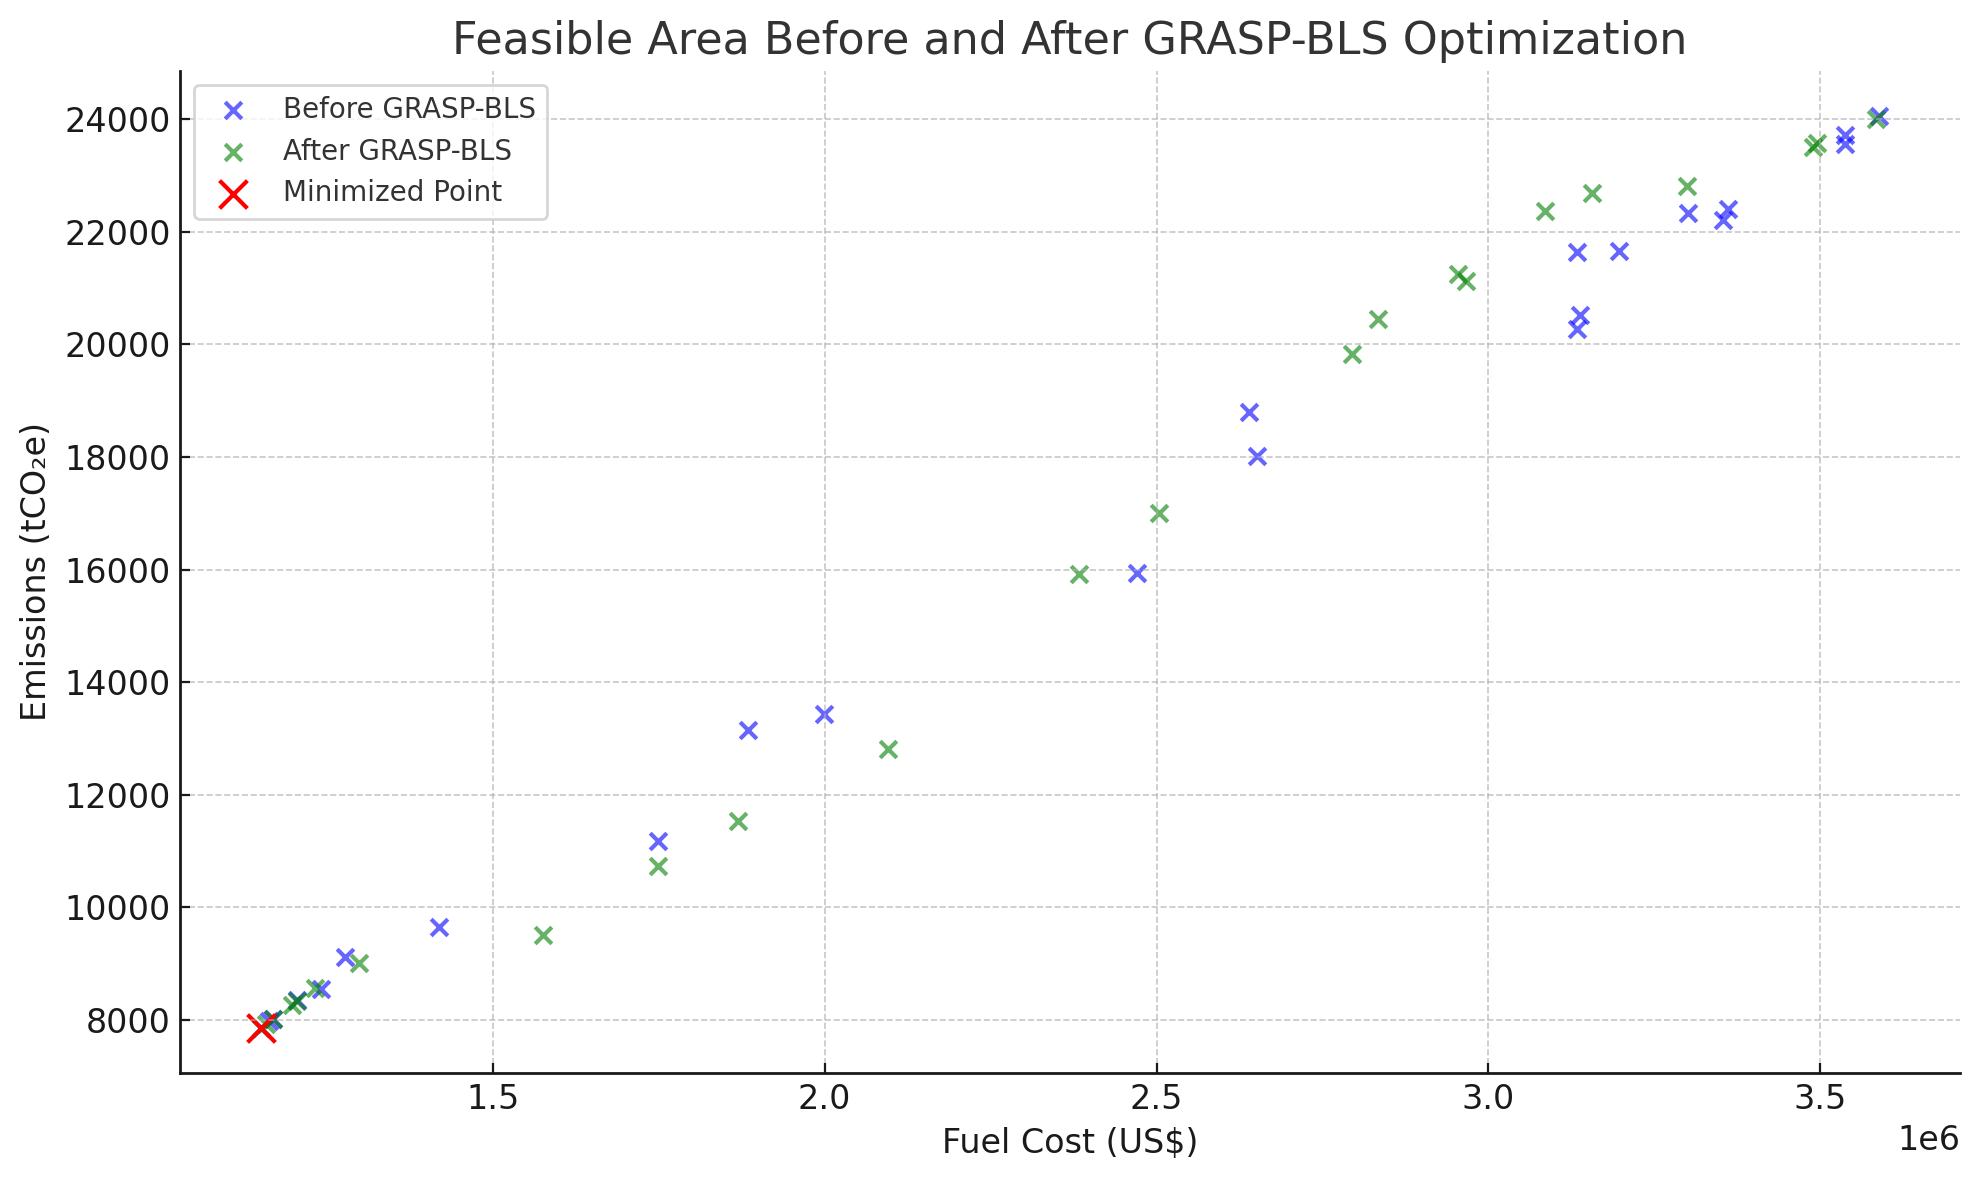 Feasible Area Before and After GRASP-BLS Optimization
Before GRASP-BLS
After GRASP-BLS
Minimized Point
24000
22000
20000
18000
16000
14000
12000
10000
8000
Emissions (tCO₂e)
1.5
2.0
2.5
3.0
3.5
1e6
Fuel Cost (US$)